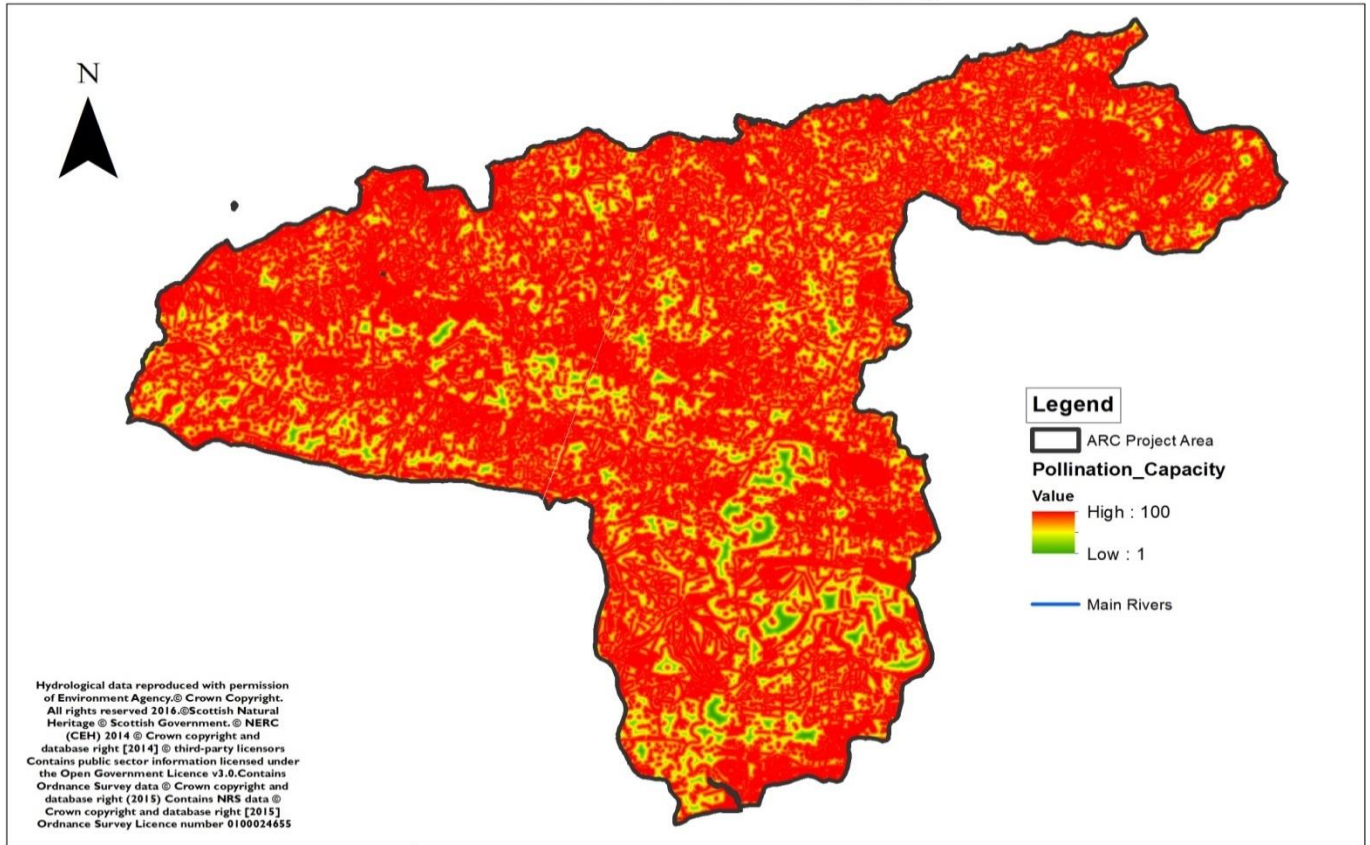 N
Legend
ARC Project Area
Pollination_Capacity
Value
High : 100
Low : 1
Main Rivers
Hydrological data reproduced with permission
of Environment Agency.© Crown Copyright.
All rights reserved 2016.©Scottish Natural
Heritage © Scottish Government. © NERC
(CEH) 2014 © Crown copyright and
database right [2014] © third-party licensors
Contains public sector information licensed under
the Open Government Licence v3.0.Contains
Ordnance Survey data © Crown copyright and
database right (2015) Contains NRS data ©
Crown copyright and database right [2015]
Ordnance Survey Licence number 0100024655